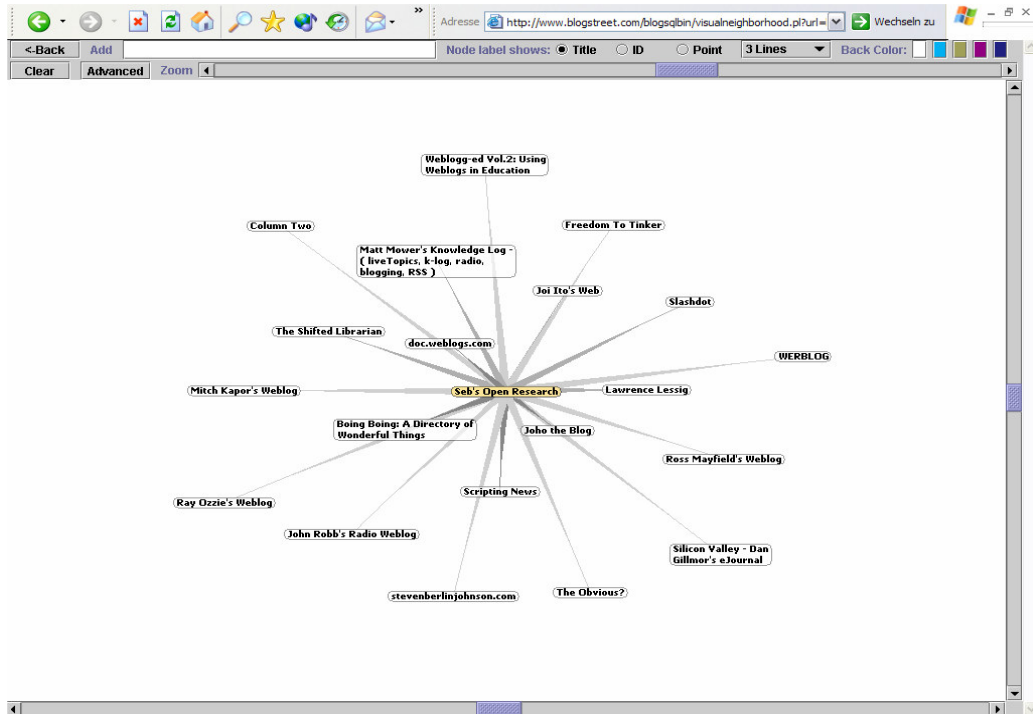 Adresse http://www.blogstreet.com/blogsqlbin/visualneighborhood.pl?url= Wechseln zu
<-Back Add Node label shows: Title ID Point 3 Lines Back Color:
Clear Advanced Zoom
Weblogg-ed Vol.2: Using
Weblogs in Education
Column Two
Freedom To Tinker
Matt Mower's Knowledge Log -
( liveTopics, k-log, radio,
blogging, RSS )
Joi Ito's Web
Slashdot
The Shifted Librarian
doc.weblogs.com
WERBLOG
Mitch Kapor's Weblog
Seb's Open Research
Lawrence Lessig
Boing Boing: A Directory of
Wonderful Things
Joho the Blog
Ross Mayfield's Weblog
Scripting News
Ray Ozzie's Weblog
John Robb's Radio Weblog
Silicon Valley - Dan
Gillmor's eJournal
The Obvious?
stevenberlinjohnson.com